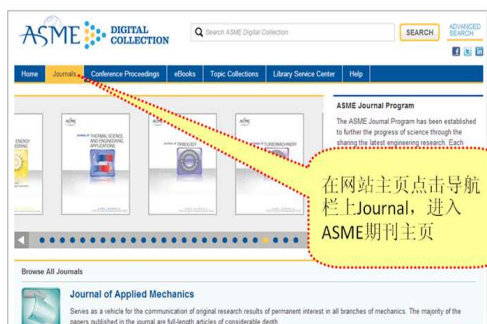 ASME DIGITAL COLLECTION
Search ASME Digital Collection
SEARCH
ADVANCED SEARCH
Home Journals Conference Proceedings eBooks Topic Collections Library Service Center Help
ASME Journal Program
The ASME Journal Program has been established
to further the progress of science through the
sharing the latest engineering research. Each
THERMAL SCIENCE
AND ENGINEERING
APPLICATIONS
TRIBOLOGY
TURBOMACHINERY
在网站主页点击导航
栏上Journal，进入
ASME期刊主页
Browse All Journals
Journal of Applied Mechanics
Serves as a vehicle for the communication of original research results of permanent interest in all branches of mechanics. The majority of the
papers published in the journal are full-length articles of considerable depth